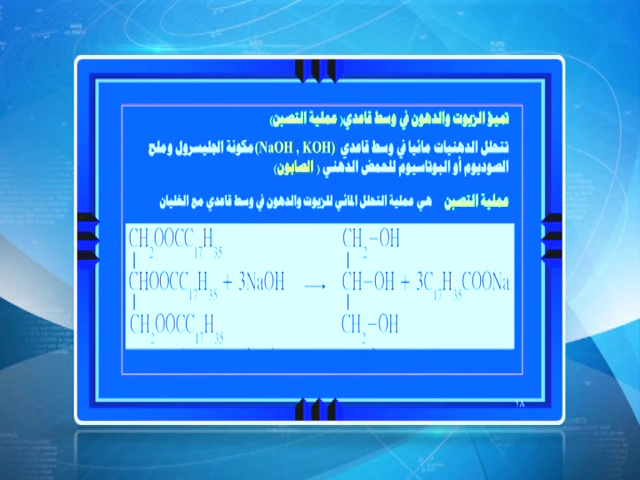 تميؤ الزيوت والدهون في وسط قاعدي( عملية التصبن)
تتحلل الدهنيات مائيا في وسط قاعدي (NaOH , KOH) مكونة الجليسرول وملح
الصوديوم أو البوتاسيوم للحمض الدهني ( الصابون)
عملية التصبن هي عملية التحلل المائي للزيوت والدهون في وسط قاعدي مع الغليان
CH2OOCC17H35 CH2-OH
CHOOCC17H35 + 3NaOH → CH-OH + 3C17H35COONa
CH2OOCC17H35 CH2-OH
١٨